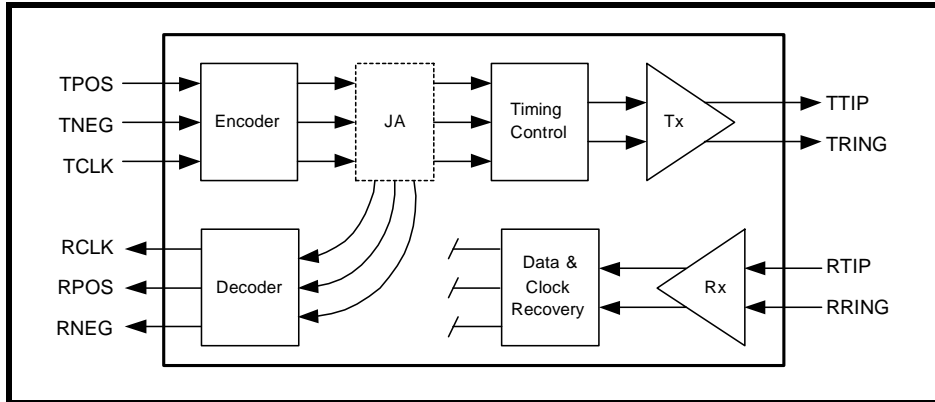 TPOS
TNEG
TCLK
Encoder
JA
Timing
Control
Tx
TTIP
TRING
RCLK
RPOS
RNEG
Decoder
Data &
Clock
Recovery
Rx
RTIP
RRING